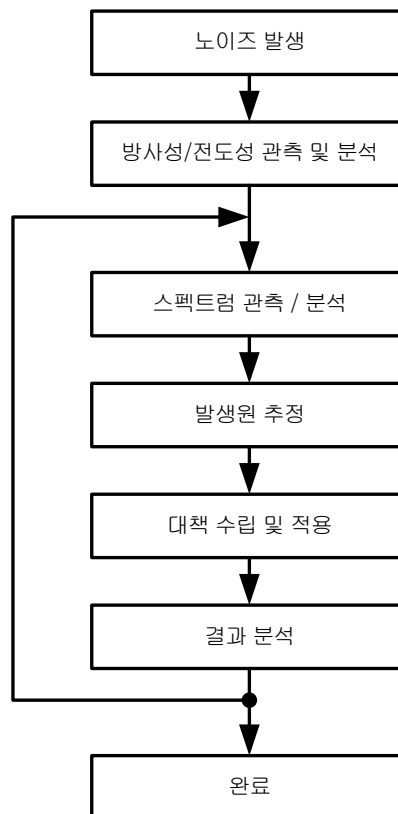 노이즈 발생
방사성/전도성 관측 및 분석
스펙트럼 관측 / 분석
발생원 추정
대책 수립 및 적용
결과 분석
완료